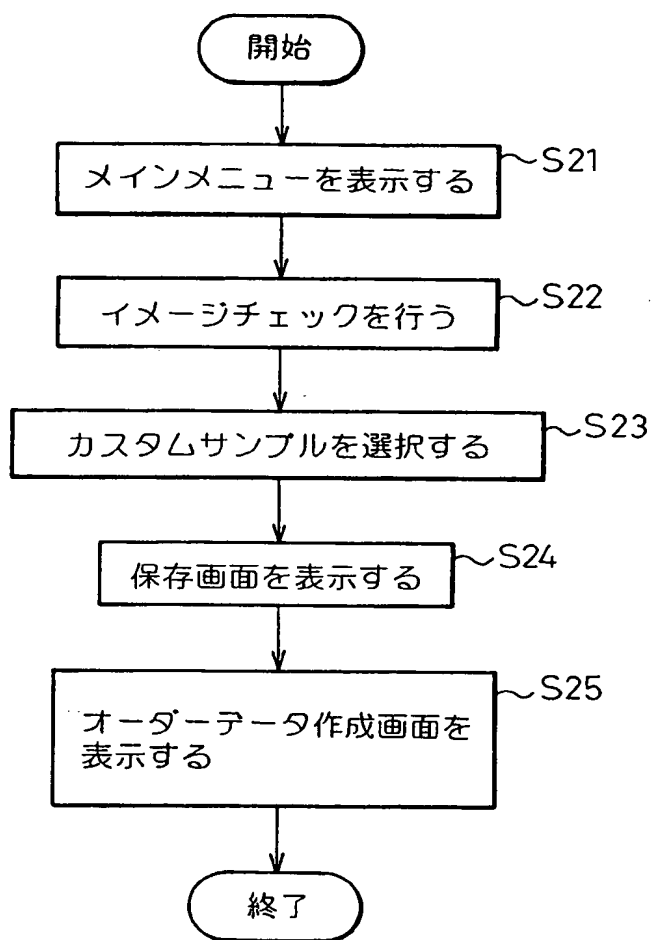 開始
メインメニューを表示する
S21
イメージチェックを行う
S22
カスタムサンプルを選択する
S23
保存画面を表示する
S24
オーダーデータ作成画面を
表示する
S25
終了